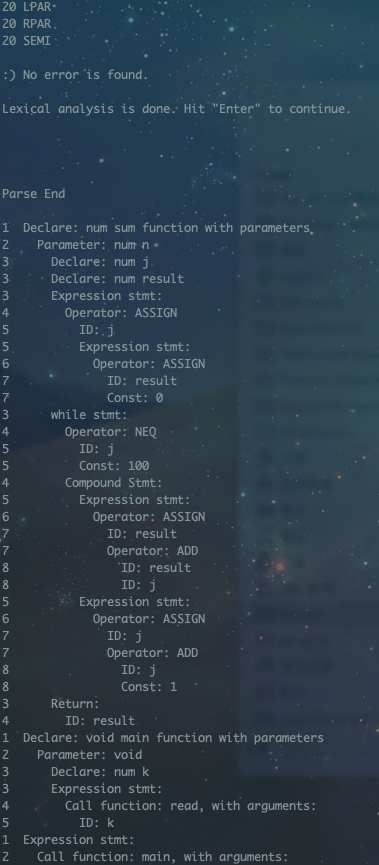 20 LPAR
20 RPAR
20 SEMI
:) No error is found.
Lexical analysis is done. Hit "Enter" to continue.
Parse End
1  Declare: num sum function with parameters
2    Parameter: num n
3      Declare: num j
3      Declare: num result
3      Expression stmt:
4        Operator: ASSIGN
5          ID: j
5          Expression stmt:
6            Operator: ASSIGN
7              ID: result
7              Const: 0
3      while stmt:
4        Operator: NEQ
5          ID: j
5          Const: 100
4        Compound Stmt:
5          Expression stmt:
6            Operator: ASSIGN
7              ID: result
7              Operator: ADD
8                ID: result
8                ID: j
5          Expression stmt:
6            Operator: ASSIGN
7              ID: j
7              Operator: ADD
8                ID: j
8                Const: 1
3      Return:
4        ID: result
1  Declare: void main function with parameters
2    Parameter: void
3      Declare: num k
3      Expression stmt:
4        Call function: read, with arguments:
5          ID: k
1  Expression stmt:
2    Call function: main, with arguments: